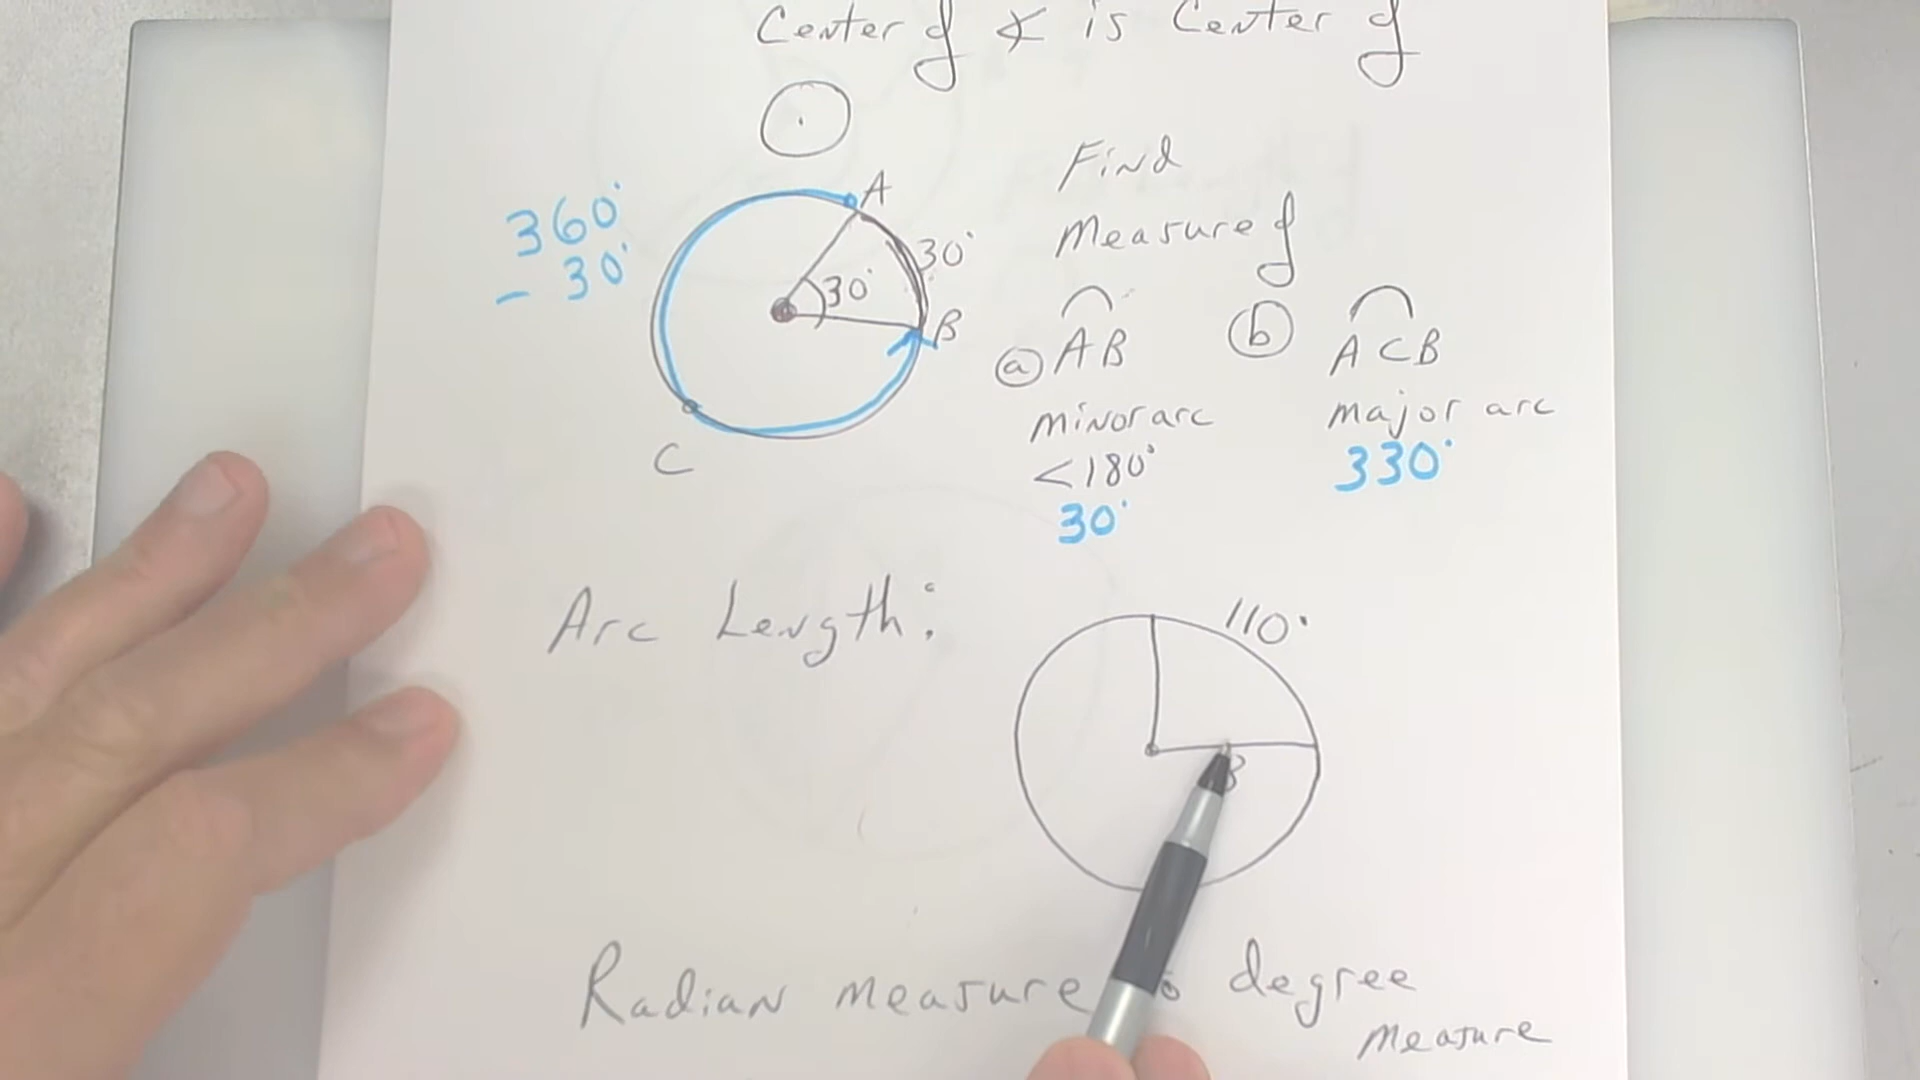 Center of ∡ is Center of
Find
Measure of
360°
- 30°
A
30°
30°
B
C
(a) AB
(b) ACB
minor arc
<180°
30°
major arc
330°
Arc Length:
110°
Radian measure
degree
measure